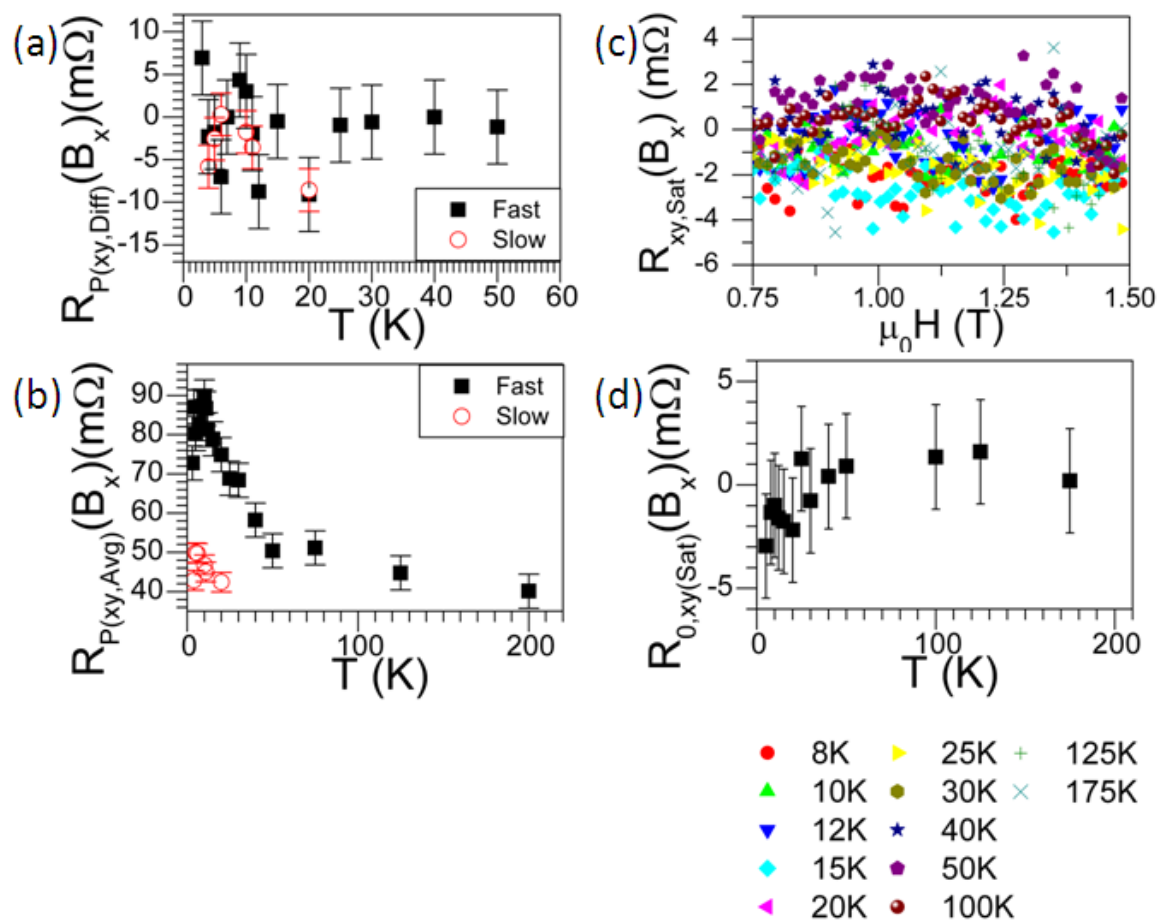 (a)
R_P(xy,Diff)(B_x)(mΩ)
10
5
0
-5
-10
-15
Fast
Slow
0 10 20 30 40 50 60
T (K)
(b)
R_P(xy,Avg)(B_x)(mΩ)
90
80
70
60
50
40
Fast
Slow
0 100 200
T (K)
(c)
R_xy,Sat(B_x) (mΩ)
4
2
0
-2
-4
-6
0.75 1.00 1.25 1.50
μ_0H (T)
(d)
R_0,xy(Sat)(B_x)(mΩ)
5
0
-5
0 100 200
T (K)
8K 25K 125K
10K 30K 175K
12K 40K
15K 50K
20K 100K